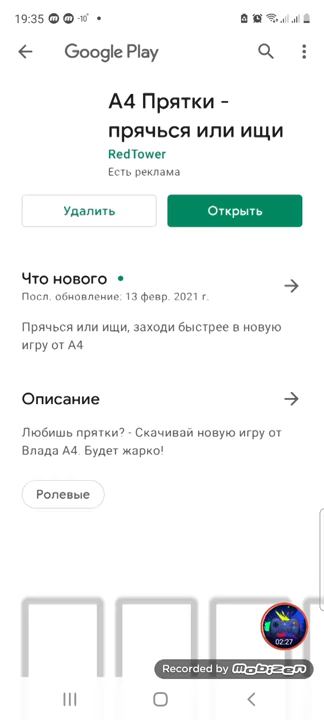 19:35 -10°
Google Play
А4 Прятки -
прячься или ищи
RedTower
Есть реклама
Удалить Открыть
Что нового
Посл. обновление: 13 февр. 2021 г.
Прячься или ищи, заходи быстрее в новую
игру от А4
Описание
Любишь прятки? - Скачивай новую игру от
Влада А4. Будет жарко!
Ролевые
02:27
Recorded by Mobizen